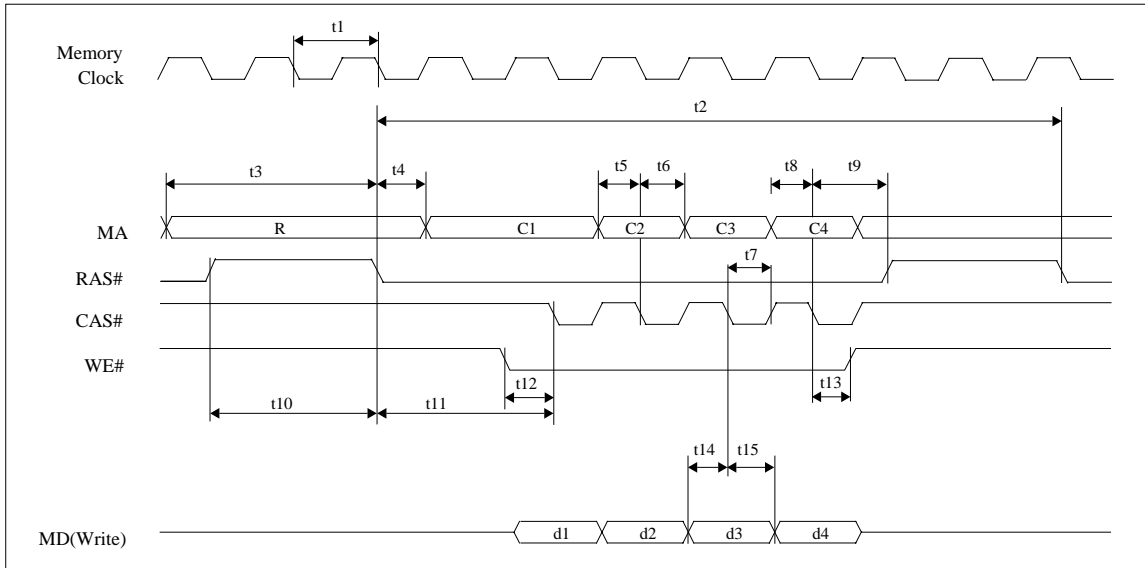 t1
Memory
Clock
t2
t3 t4 t5 t6 t8 t9
MA R C1 C2 C3 C4
t7
RAS#
CAS#
WE#
t12 t13
t10 t11
t14 t15
MD(Write) d1 d2 d3 d4